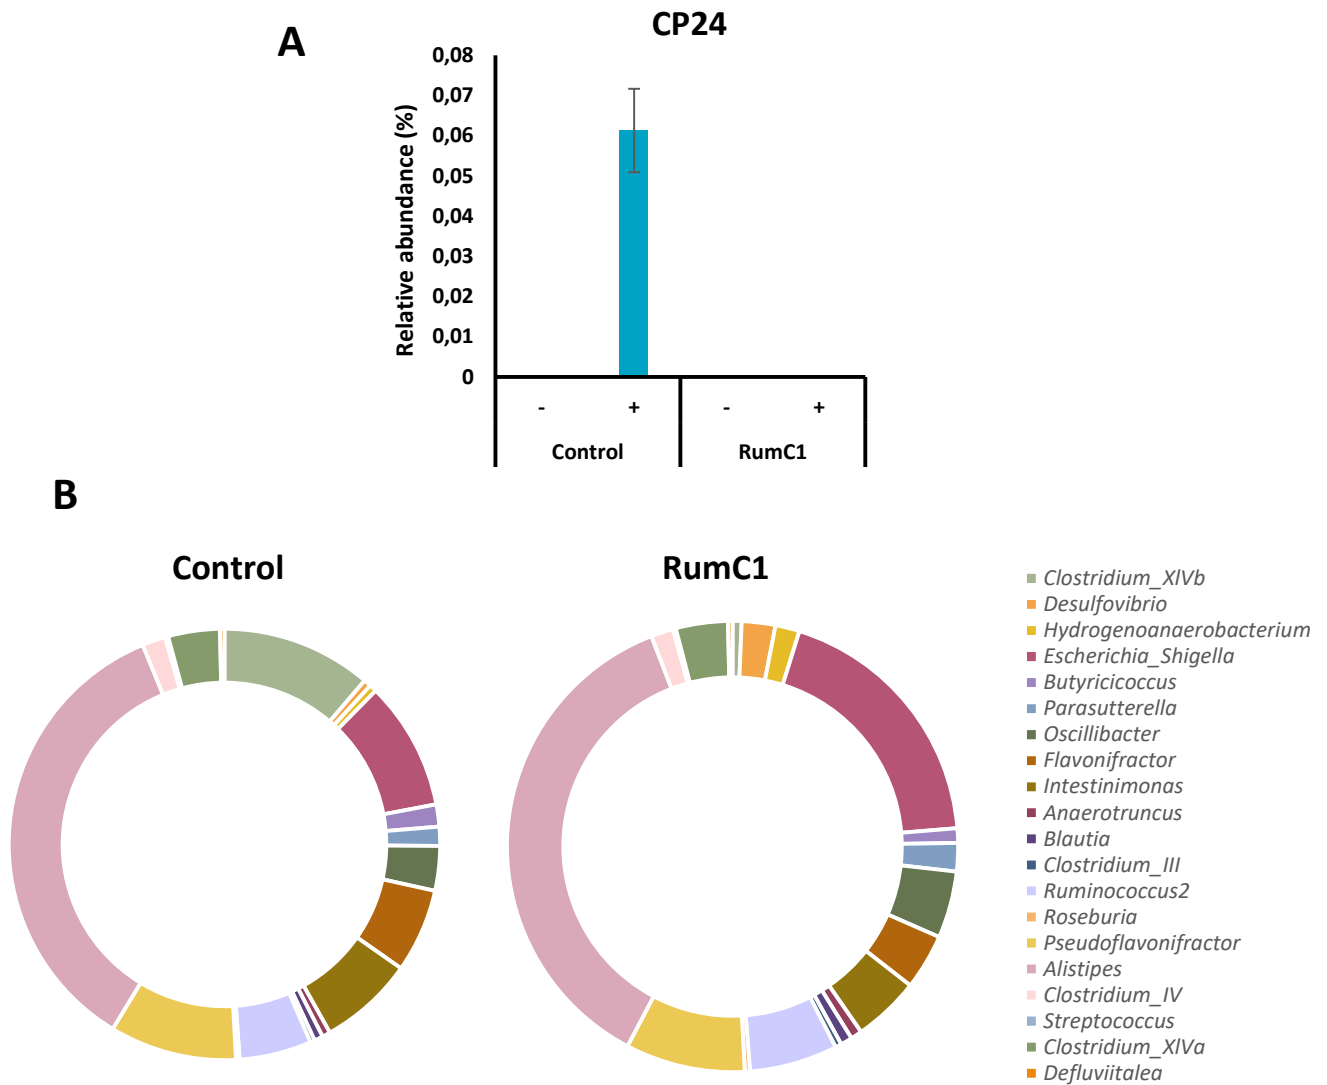 A
CP24
Relative abundance (%)
0,08
0,07
0,06
0,05
0,04
0,03
0,02
0,01
0
- + - +
Control RumC1
B
Control RumC1
Clostridium_XlVb
Desulfovibrio
Hydrogenoanaerobacterium
Escherichia_Shigella
Butyricicoccus
Parasutterella
Oscillibacter
Flavonifractor
Intestinimonas
Anaerotruncus
Blautia
Clostridium_III
Ruminococcus2
Roseburia
Pseudoflavonifractor
Alistipes
Clostridium_IV
Streptococcus
Clostridium_XlVa
Defluviitalea